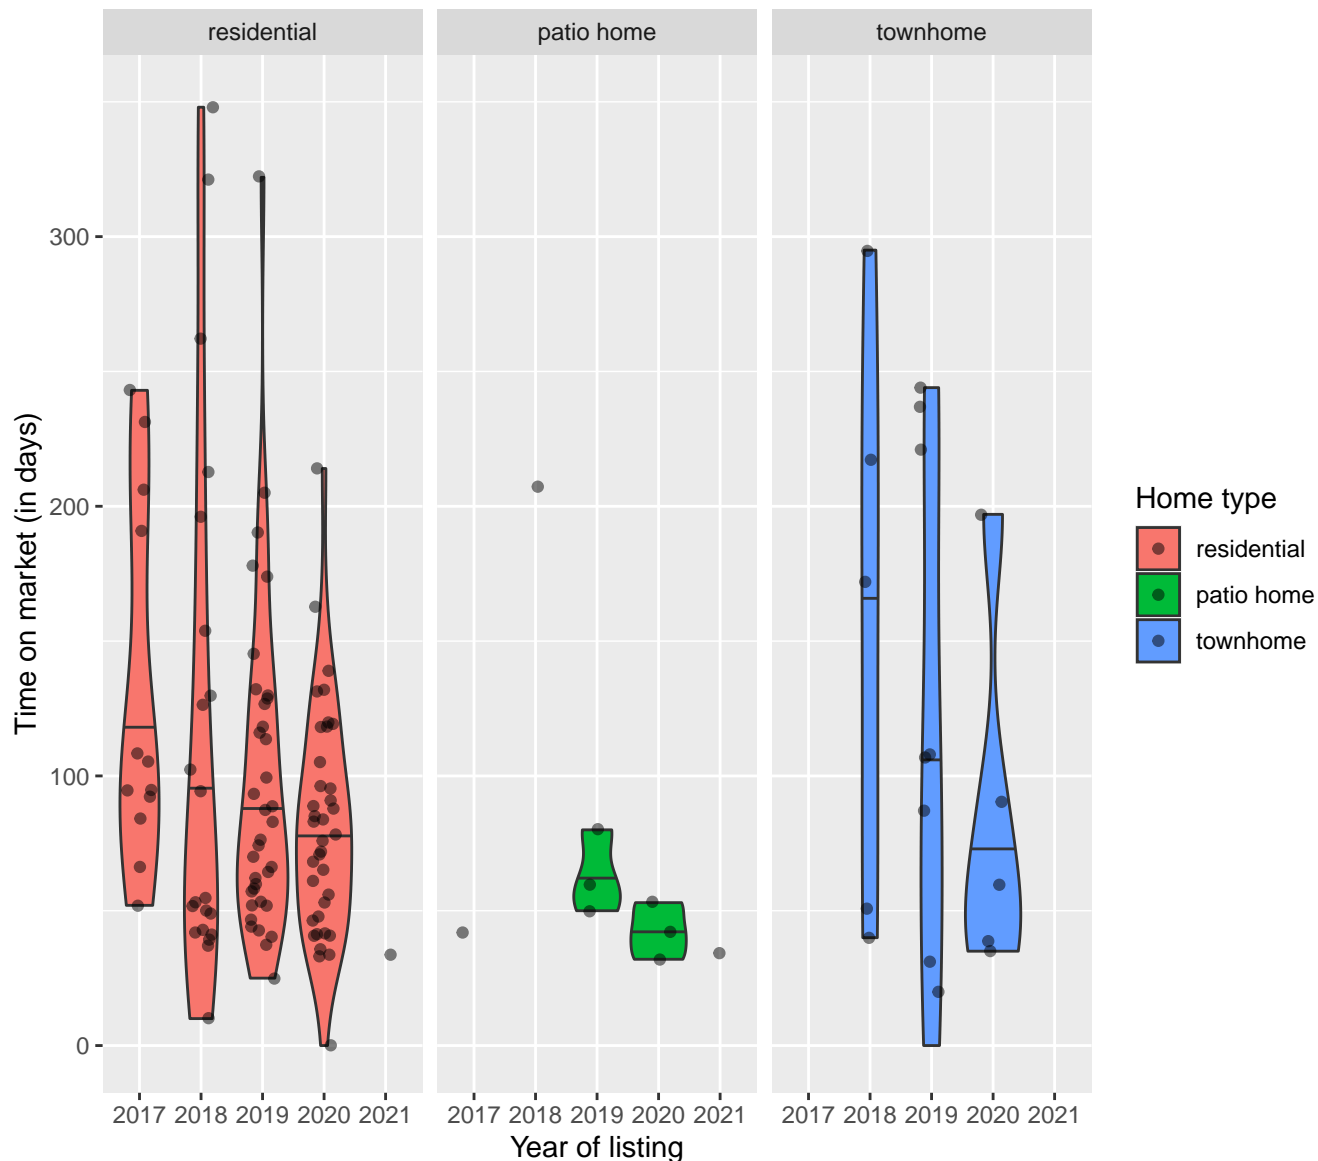 residential patio home townhome
300
200
100
0
Time on market (in days)
2017 2018 2019 2020 2021 2017 2018 2019 2020 2021 2017 2018 2019 2020 2021
Year of listing
Home type
residential
patio home
townhome